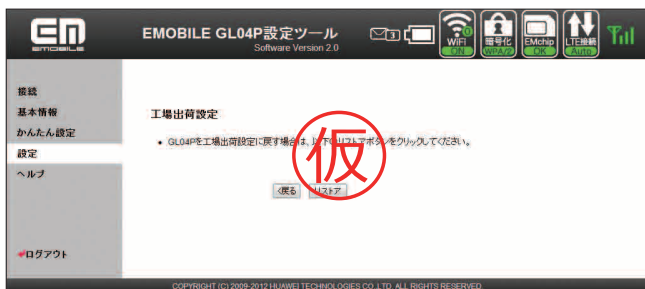 EM
EMOBILE
EMOBILE GL04P設定ツール
Software Version 2.0
3
WiFi
ON
暗号化
WPA/2
EMchip
OK
LTE接続
Auto
接続
基本情報
かんたん設定
設定
ヘルプ
ログアウト
工場出荷設定
• GL04Pを工場出荷設定に戻す場合は、以下のリストアボタンをクリックしてください。
仮
<戻る リストア
COPYRIGHT (C) 2009-2012 HUAWEI TECHNOLOGIES CO.,LTD. ALL RIGHTS RESERVED.